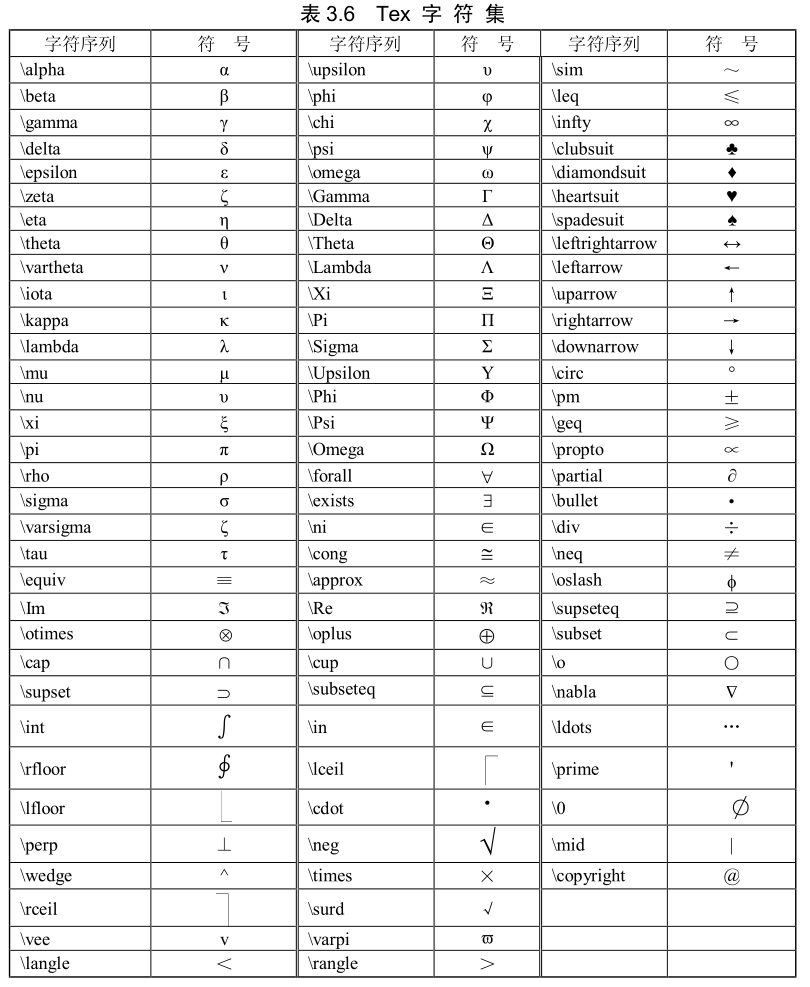 表 3.6 Tex 字 符 集
字符序列 符 号 字符序列 符 号 字符序列 符 号
\alpha α \upsilon υ \sim ～
\beta β \phi φ \leq ⩽
\gamma γ \chi χ \infty ∞
\delta δ \psi ψ \clubsuit ♣
\epsilon ε \omega ω \diamondsuit ♦
\zeta ζ \Gamma Γ \heartsuit ♥
\eta η \Delta Δ \spadesuit ♠
\theta θ \Theta Θ \leftrightarrow ↔
\vartheta ν \Lambda Λ \leftarrow ←
\iota ι \Xi Ξ \uparrow ↑
\kappa κ \Pi Π \rightarrow →
\lambda λ \Sigma Σ \downarrow ↓
\mu μ \Upsilon Υ \circ °
\nu υ \Phi Φ \pm ±
\xi ξ \Psi Ψ \geq ⩾
\pi π \Omega Ω \propto ∝
\rho ρ \forall ∀ \partial ∂
\sigma σ \exists ∃ \bullet •
\varsigma ζ \ni ∈ \div ÷
\tau τ \cong ≅ \neq ≠
\equiv ≡ \approx ≈ \oslash ϕ
\Im ℑ \Re ℜ \supseteq ⊇
\otimes ⊗ \oplus ⊕ \subset ⊂
\cap ∩ \cup ∪ \o ○
\supset ⊃ \subseteq ⊆ \nabla ∇
\int ∫ \in ∈ \ldots …
\rfloor ∮ \lceil ⌈ \prime '
\lfloor ⌊ \cdot · \0 ∅
\perp ⊥ \neg √ \mid |
\wedge ^ \times × \copyright @
\rceil ⌉ \surd √
\vee v \varpi ϖ
\langle < \rangle >